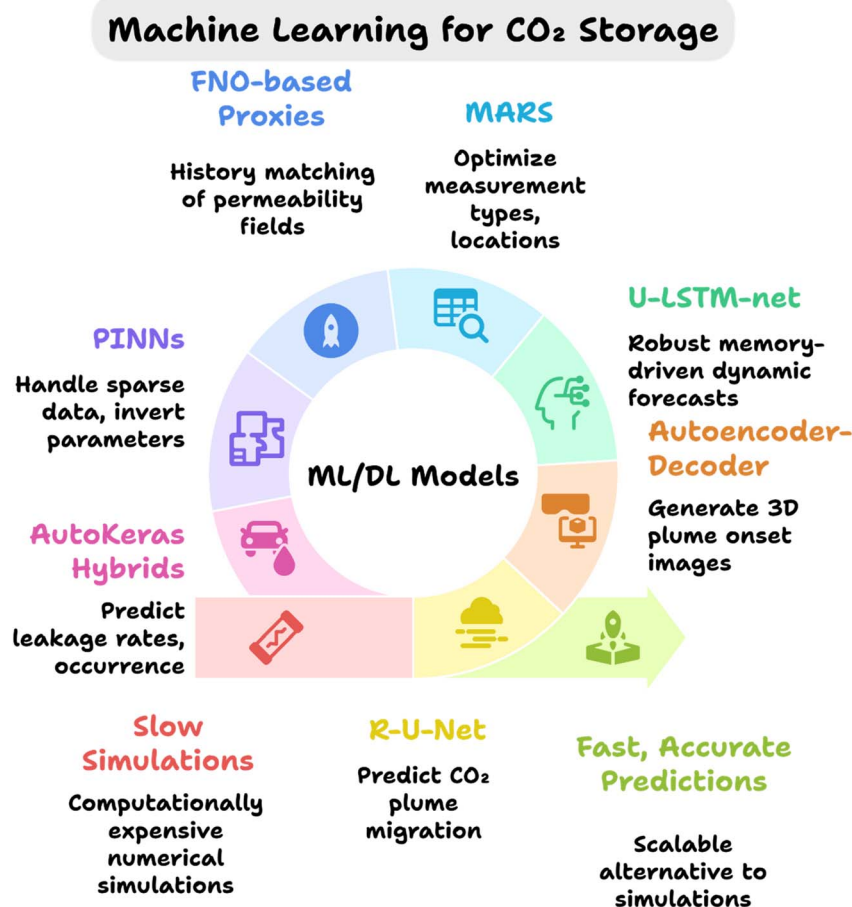 Machine Learning for CO₂ Storage
FNO-based
Proxies
History matching
of permeability
fields
MARS
Optimize
measurement
types,
locations
U-LSTM-net
Robust memory-
driven dynamic
forecasts
PINNs
Handle sparse
data, invert
parameters
Autoencoder-
Decoder
Generate 3D
plume onset
images
ML/DL Models
AutoKeras
Hybrids
Predict
leakage rates,
occurrence
Slow
Simulations
Computationally
expensive
numerical
simulations
R-U-Net
Predict CO₂
plume
migration
Fast, Accurate
Predictions
Scalable
alternative to
simulations